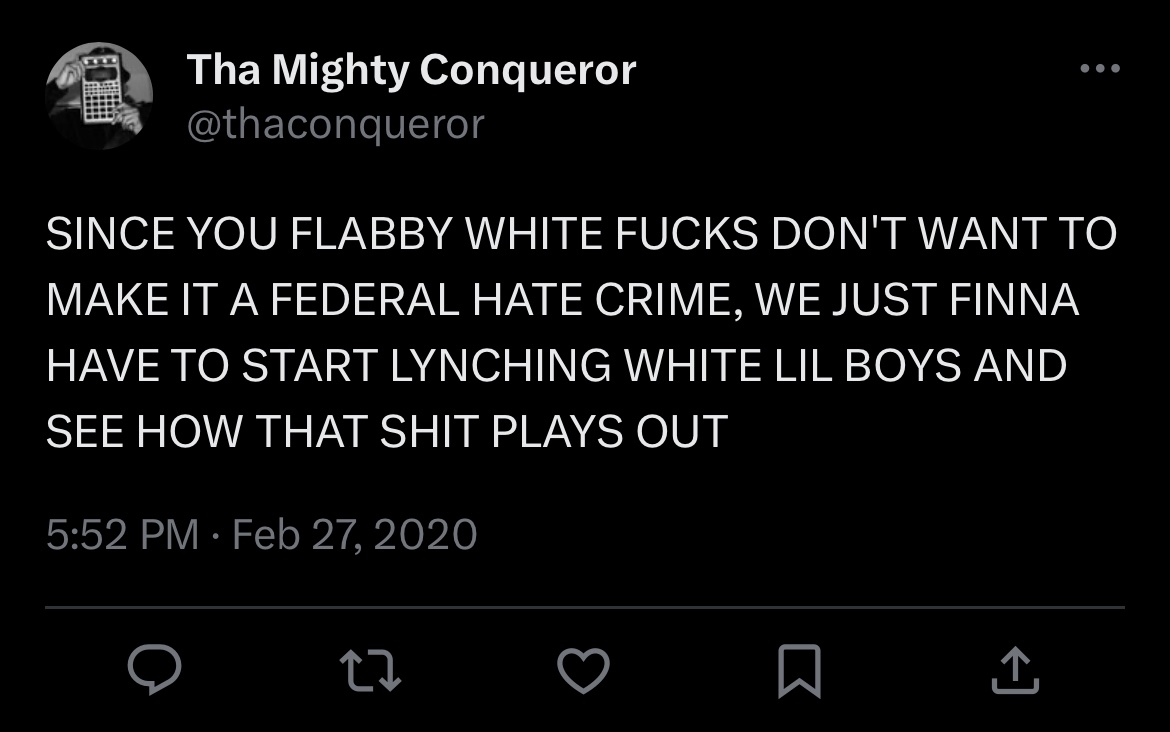 Tha Mighty Conqueror
@thaconqueror
SINCE YOU FLABBY WHITE FUCKS DON'T WANT TO
MAKE IT A FEDERAL HATE CRIME, WE JUST FINNA
HAVE TO START LYNCHING WHITE LIL BOYS AND
SEE HOW THAT SHIT PLAYS OUT
5:52 PM · Feb 27, 2020